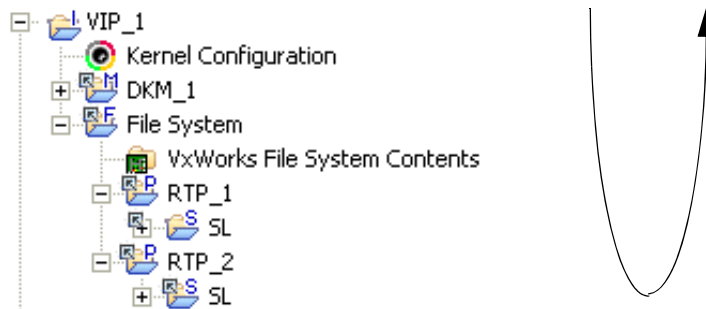 VIP_1
Kernel Configuration
DKM_1
File System
VxWorks File System Contents
RTP_1
SL
RTP_2
SL